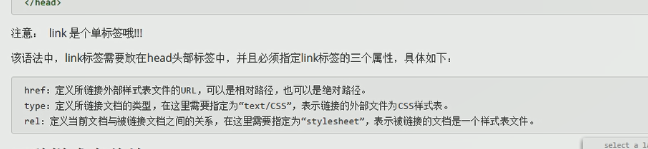 </head>
注意： link 是个单标签哦!!!
该语法中，link标签需要放在head头部标签中，并且必须指定link标签的三个属性，具体如下：
href: 定义所链接外部样式表文件的URL，可以是相对路径，也可以是绝对路径。
type: 定义所链接文档的类型，在这里需要指定为“text/CSS”，表示链接的外部文件为CSS样式表。
rel: 定义当前文档与被链接文档之间的关系，在这里需要指定为“stylesheet”，表示被链接的文档是一个样式表文件。
select a la